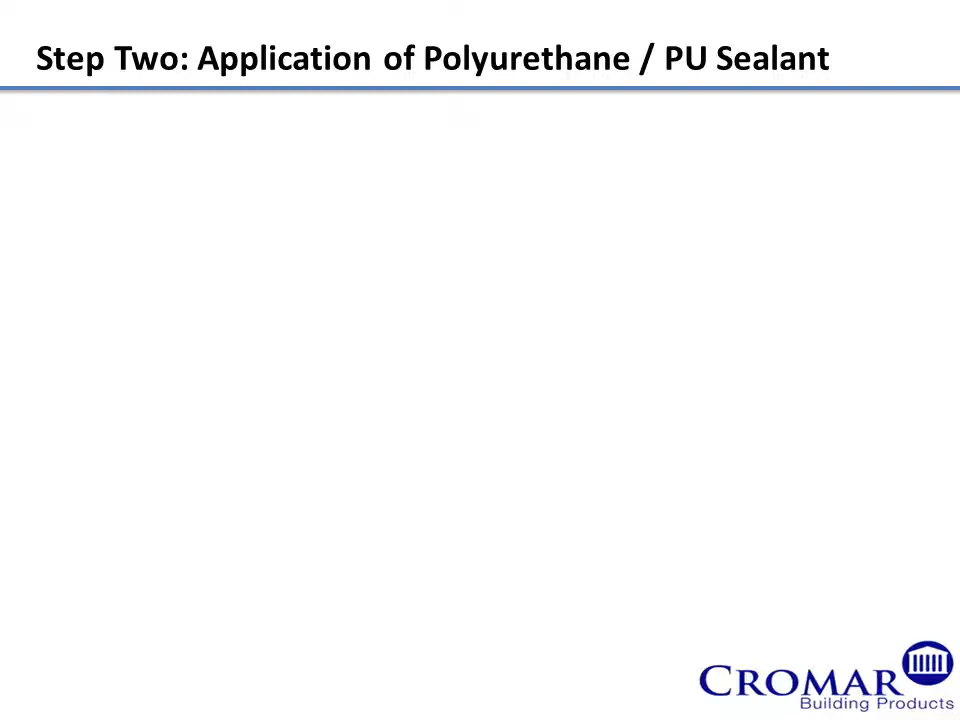 Step Two: Application of Polyurethane / PU Sealant
CROMAR
Building Products